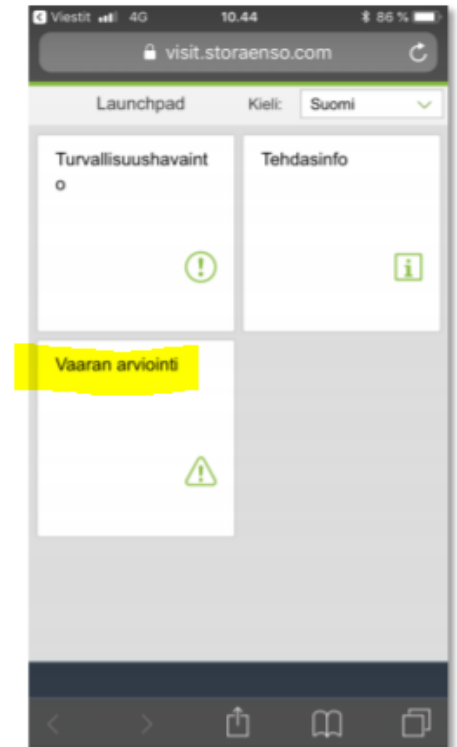 Viestit 4G 10.44 86 %
visit.storaenso.com
Launchpad Kieli: Suomi
Turvallisuushavaint
o
Tehdasinfo
Vaaran arviointi